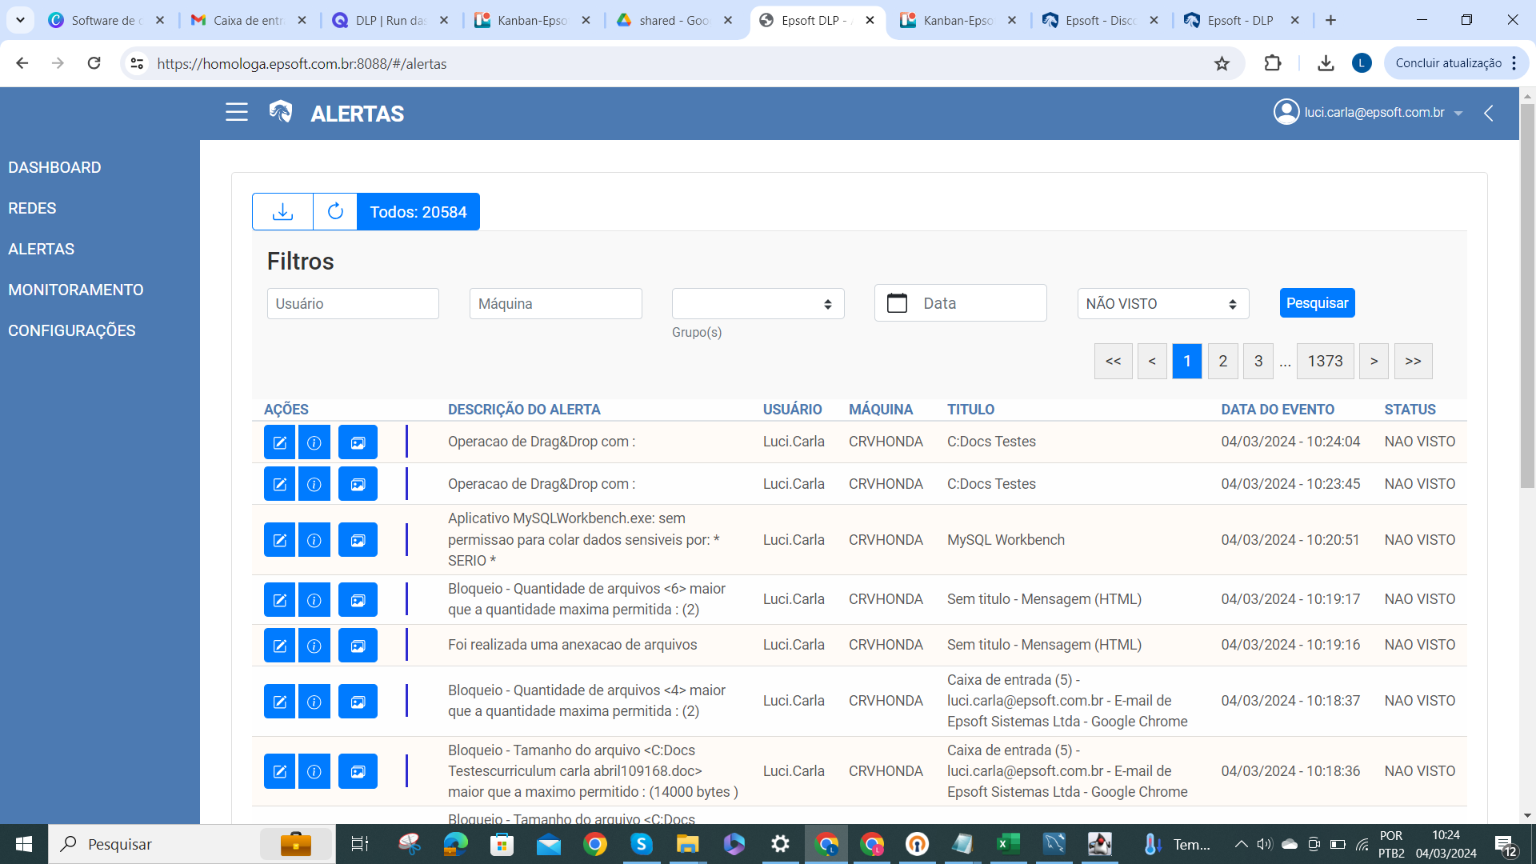 Software de c
Caixa de entr
DLP | Run da
Kanban-Epso
shared - Goo
Epsoft DLP -
Kanban-Epso
Epsoft - Disc
Epsoft - DLP
https://homologa.epsoft.com.br:8088/#/alertas
L
Concluir atualização
ALERTAS
luci.carla@epsoft.com.br
DASHBOARD
REDES
ALERTAS
MONITORAMENTO
CONFIGURAÇÕES
Todos: 20584
Filtros
Usuário
Máquina
Grupo(s)
Data
NÃO VISTO
Pesquisar
<< < 1 2 3 ... 1373 > >>
AÇÕES DESCRIÇÃO DO ALERTA USUÁRIO MÁQUINA TITULO DATA DO EVENTO STATUS
Operacao de Drag&Drop com : Luci.Carla CRVHONDA C:Docs Testes 04/03/2024 - 10:24:04 NAO VISTO
Operacao de Drag&Drop com : Luci.Carla CRVHONDA C:Docs Testes 04/03/2024 - 10:23:45 NAO VISTO
Aplicativo MySQLWorkbench.exe: sem
permissao para colar dados sensiveis por: *
SERIO *
Luci.Carla CRVHONDA MySQL Workbench 04/03/2024 - 10:20:51 NAO VISTO
Bloqueio - Quantidade de arquivos <6> maior
que a quantidade maxima permitida : (2)
Luci.Carla CRVHONDA Sem titulo - Mensagem (HTML) 04/03/2024 - 10:19:17 NAO VISTO
Foi realizada uma anexacao de arquivos Luci.Carla CRVHONDA Sem titulo - Mensagem (HTML) 04/03/2024 - 10:19:16 NAO VISTO
Bloqueio - Quantidade de arquivos <4> maior
que a quantidade maxima permitida : (2)
Luci.Carla CRVHONDA
Caixa de entrada (5) -
luci.carla@epsoft.com.br - E-mail de
Epsoft Sistemas Ltda - Google Chrome
04/03/2024 - 10:18:37 NAO VISTO
Bloqueio - Tamanho do arquivo <C:Docs
Testescurriculum carla abril109168.doc>
maior que a maximo permitido : (14000 bytes )
Luci.Carla CRVHONDA
Caixa de entrada (5) -
luci.carla@epsoft.com.br - E-mail de
Epsoft Sistemas Ltda - Google Chrome
04/03/2024 - 10:18:36 NAO VISTO
Bloqueio - Tamanho do arquivo <C:Docs
Pesquisar
Tem...
POR
PTB2
10:24
04/03/2024
12